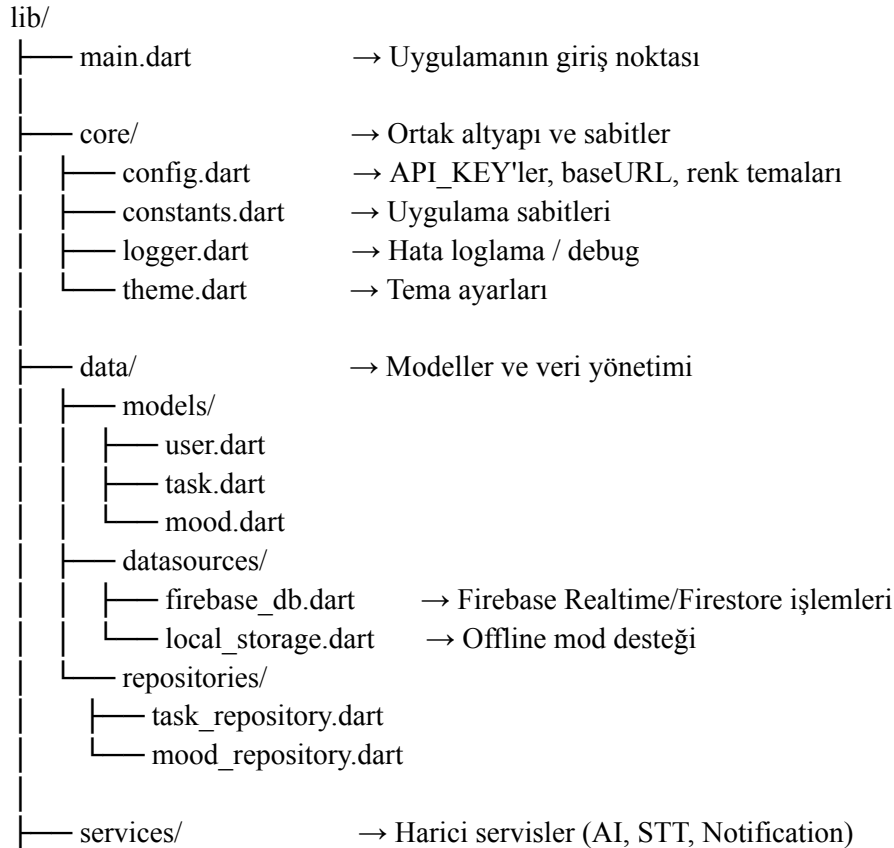 lib/
├── main.dart → Uygulamanın giriş noktası
│
├── core/ → Ortak altyapı ve sabitler
│ ├── config.dart → API_KEY'ler, baseURL, renk temaları
│ ├── constants.dart → Uygulama sabitleri
│ ├── logger.dart → Hata loglama / debug
│ └── theme.dart → Tema ayarları
│
├── data/ → Modeller ve veri yönetimi
│ ├── models/
│ │ ├── user.dart
│ │ ├── task.dart
│ │ └── mood.dart
│ ├── datasources/
│ │ ├── firebase_db.dart → Firebase Realtime/Firestore işlemleri
│ │ └── local_storage.dart → Offline mod desteği
│ └── repositories/
│ ├── task_repository.dart
│ └── mood_repository.dart
│
├── services/ → Harici servisler (AI, STT, Notification)